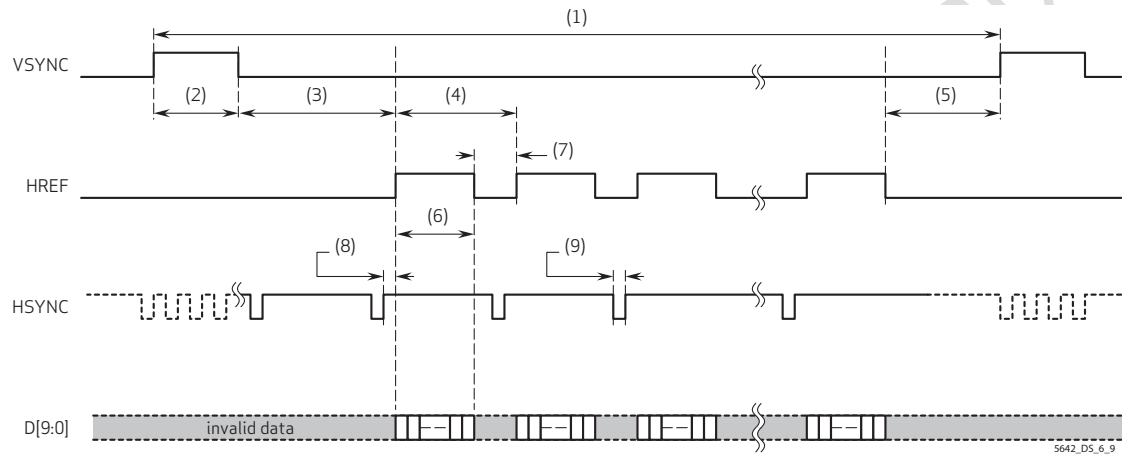 (1)
VSYNC
(2)
(3)
(4)
(5)
(7)
HREF
(6)
(8)
(9)
HSYNC
D[9:0]
invalid data
5642_DS_6_9